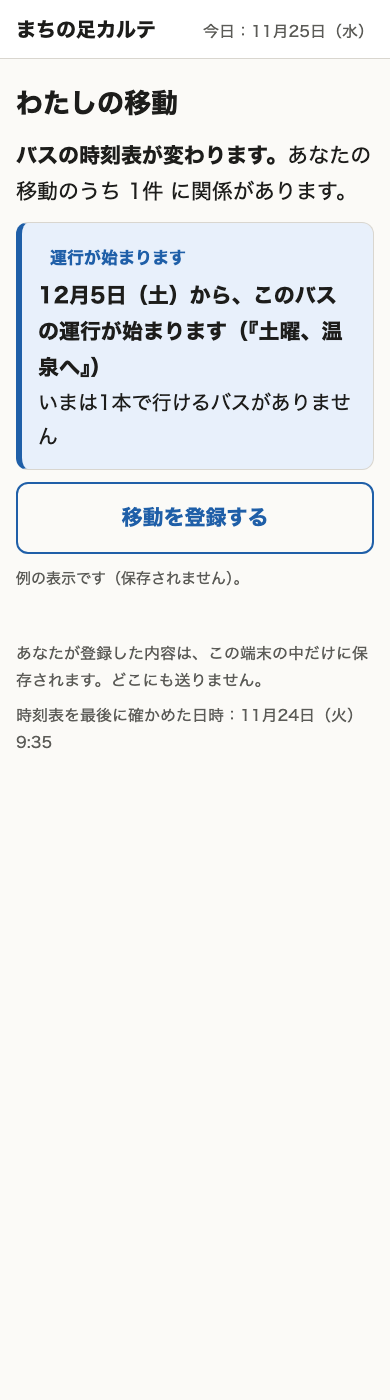 まちの足カルテ
今日：11月25日（水）
わたしの移動
バスの時刻表が変わります。あなたの
移動のうち 1件 に関係があります。
運行が始まります
12月5日（土）から、このバス
の運行が始まります（『土曜、温
泉へ』）
いまは1本で行けるバスがありませ
ん
移動を登録する
例の表示です（保存されません）。
あなたが登録した内容は、この端末の中だけに保
存されます。どこにも送りません。
時刻表を最後に確かめた日時：11月24日（火）
9:35